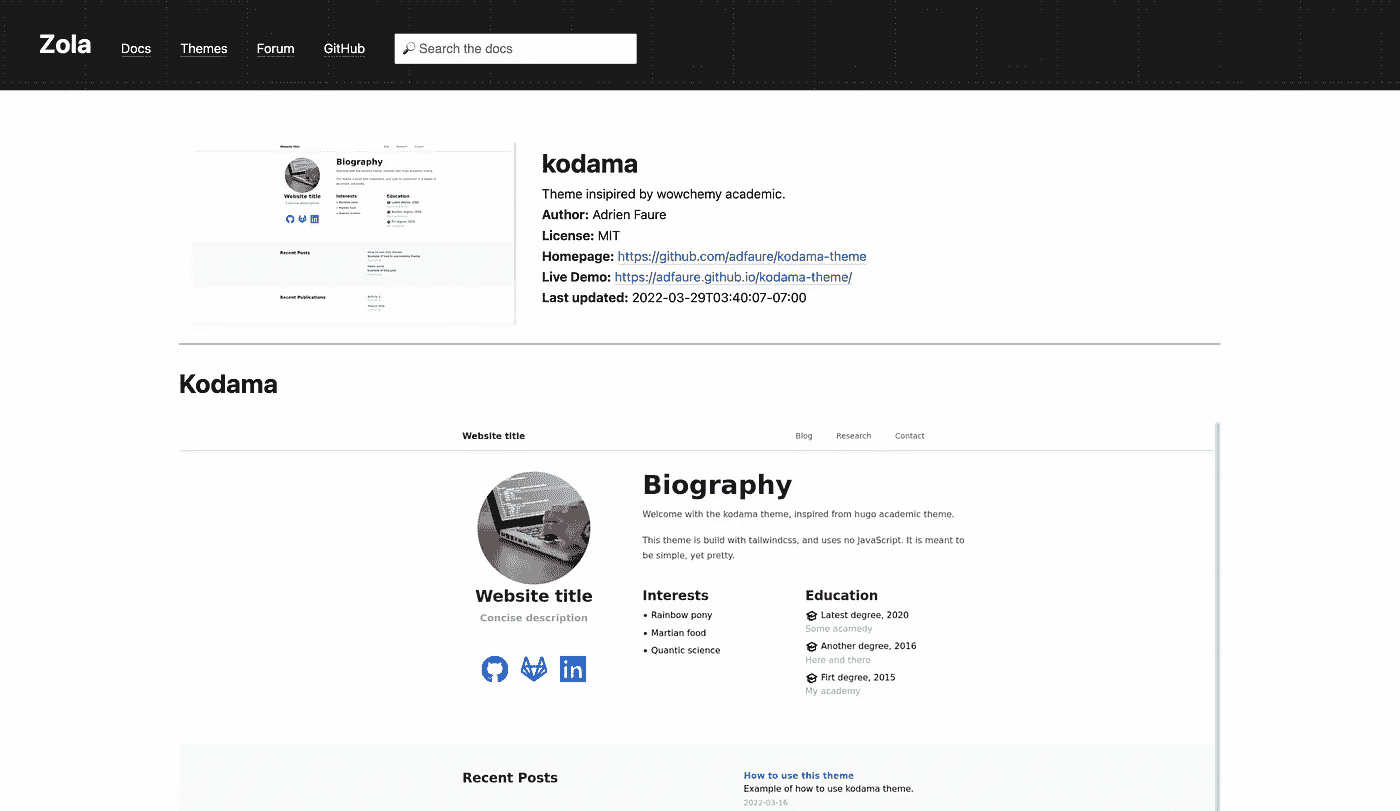 Zola
Docs Themes Forum GitHub
🔎 Search the docs
Website title
Biography
Website title
Interests
Education
Recent Posts
Recent Publications
kodama
Theme insipired by wowchemy academic.
Author: Adrien Faure
License: MIT
Homepage: https://github.com/adfaure/kodama-theme
Live Demo: https://adfaure.github.io/kodama-theme/
Last updated: 2022-03-29T03:40:07-07:00
Kodama
Website title
Blog Research Contact
Website title
Concise description
in
Biography
Welcome with the kodama theme, inspired from hugo academic theme.
This theme is build with tailwindcss, and uses no JavaScript. It is meant to
be simple, yet pretty.
Interests
• Rainbow pony
• Martian food
• Quantic science
Education
Latest degree, 2020
Some acamedy
Another degree, 2016
Here and there
Firt degree, 2015
My academy
Recent Posts
How to use this theme
Example of how to use kodama theme.
2022-03-16